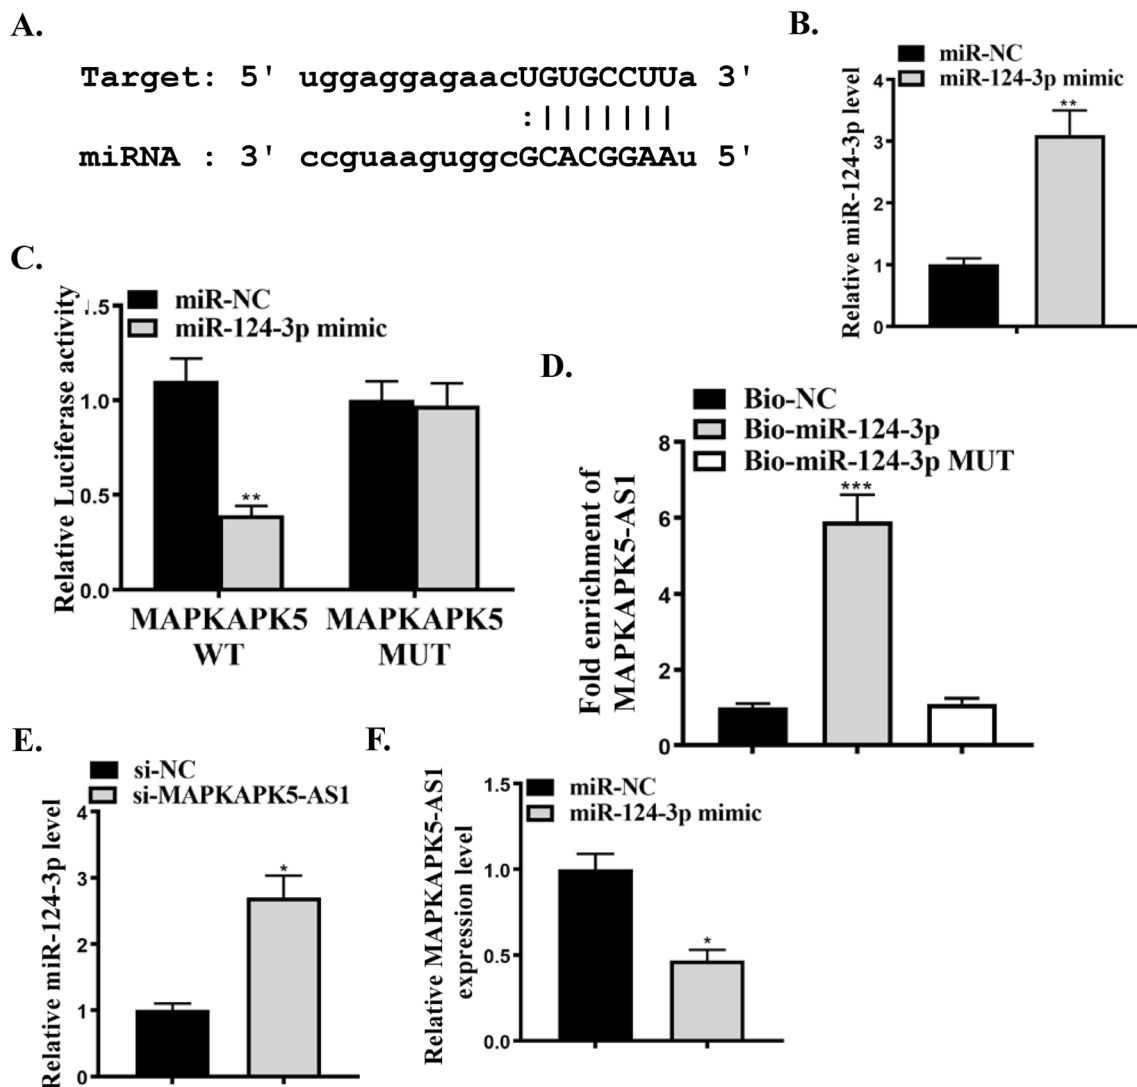 A.
Target: 5' uggaggagaacUGUGCCUUa 3'
:|||||||
miRNA : 3' ccguaaguggcGCACGGAAu 5'
B.
miR-NC
miR-124-3p mimic
Relative miR-124-3p level
4
3
2
1
0
**
C.
miR-NC
miR-124-3p mimic
Relative Luciferase activity
.5
1.0
0.5
0.0
**
MAPKAPK5
WT
MAPKAPK5
MUT
D.
Bio-NC
Bio-miR-124-3p
Bio-miR-124-3p MUT
Fold enrichment of
MAPKAPK5-AS1
8
6
4
2
0
***
E.
si-NC
si-MAPKAPK5-AS1
Relative miR-124-3p level
4
3
2
1
0
*
F.
miR-NC
miR-124-3p mimic
Relative MAPKAPK5-AS1
expression level
1.5
1.0
0.5
0.0
*